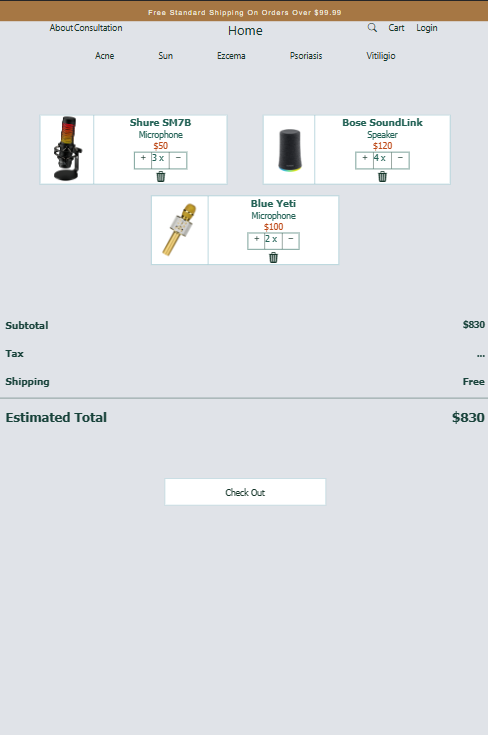 Free Standard Shipping On Orders Over $99.99
About Consultation Home Cart Login
Acne Sun Ezcema Psoriasis Vitiligio
Shure SM7B
Microphone
$50
+ 3 x −
Bose SoundLink
Speaker
$120
+ 4 x −
Blue Yeti
Microphone
$100
+ 2 x −
Subtotal $830
Tax ...
Shipping Free
Estimated Total $830
Check Out